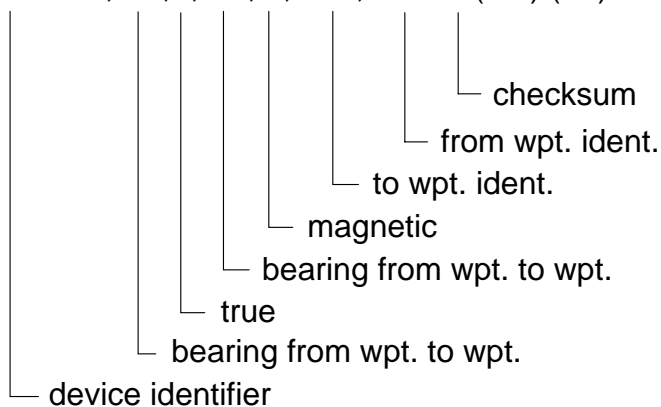 checksum
from wpt. ident.
to wpt. ident.
magnetic
bearing from wpt. to wpt.
true
bearing from wpt. to wpt.
device identifier